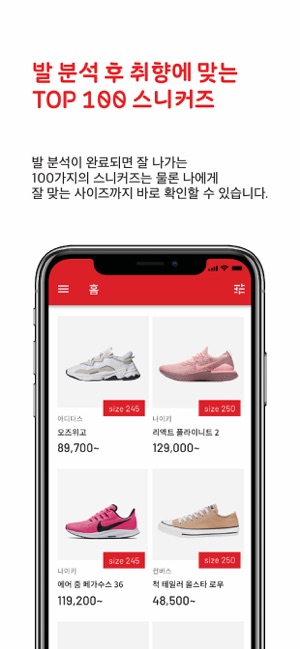 발 분석 후 취향에 맞는
TOP 100 스니커즈
발 분석이 완료되면 잘 나가는
100가지의 스니커즈는 물론 나에게
잘 맞는 사이즈까지 바로 확인할 수 있습니다.
홈
size 245
size 250
아디다스
나이키
오즈위고
리액트 플라이니트 2
89,700~
129,000~
size 245
size 250
나이키
컨버스
에어 줌 페가수스 36
척 테일러 올스타 로우
119,200~
48,500~